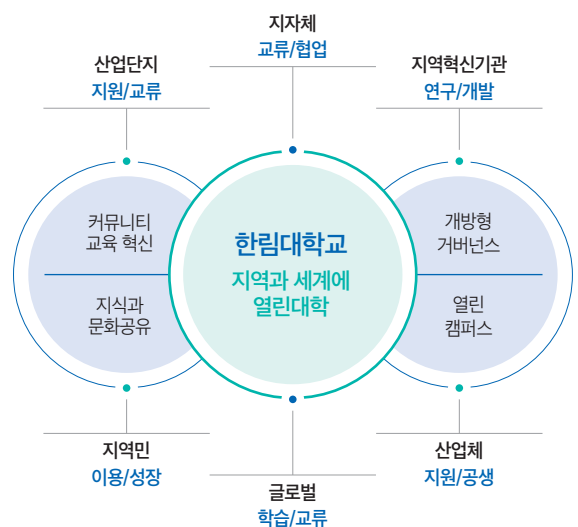 지자체
교류/협업
산업단지
지원/교류
지역혁신기관
연구/개발
커뮤니티
교육 혁신
지식과
문화공유
한림대학교
지역과 세계에
열린대학
개방형
거버넌스
열린
캠퍼스
지역민
이용/성장
산업체
지원/공생
글로벌
학습/교류